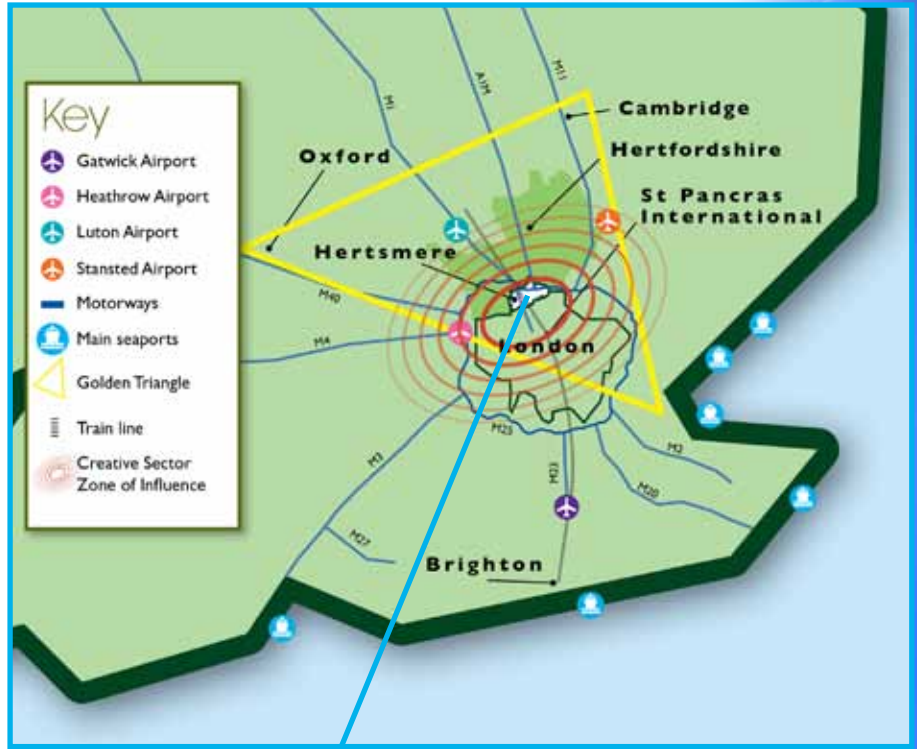 Key
Gatwick Airport
Heathrow Airport
Luton Airport
Stansted Airport
Motorways
Main seaports
Golden Triangle
Train line
Creative Sector
Zone of Influence
M1
A1M
M11
Cambridge
Oxford
Hertfordshire
St Pancras
International
Hertsmere
M40
M4
London
M25
M3
M23
M2
M20
M27
Brighton